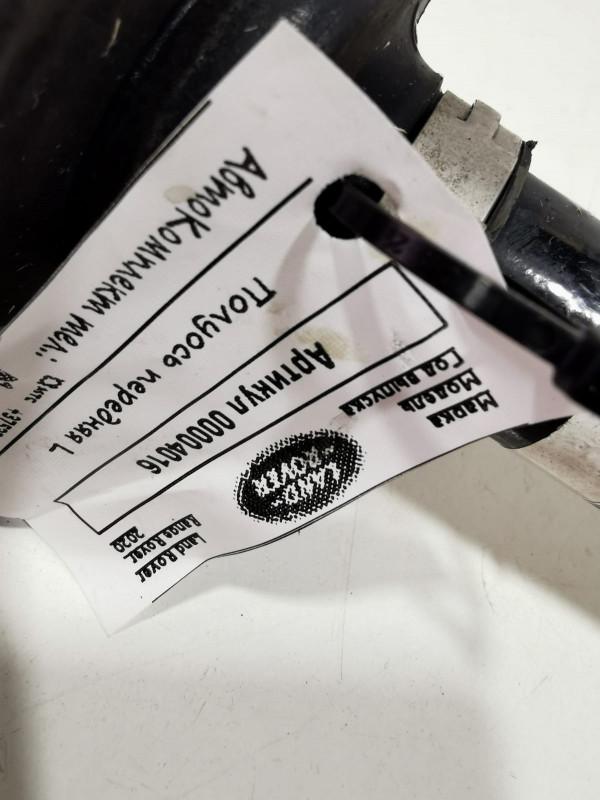 Марка Land Rover
Модель Range Rover
Год выпуска 2020
LAND
ROVER
Артикул 00004016
Полуось передняя L
АвтоКомплект тел.: